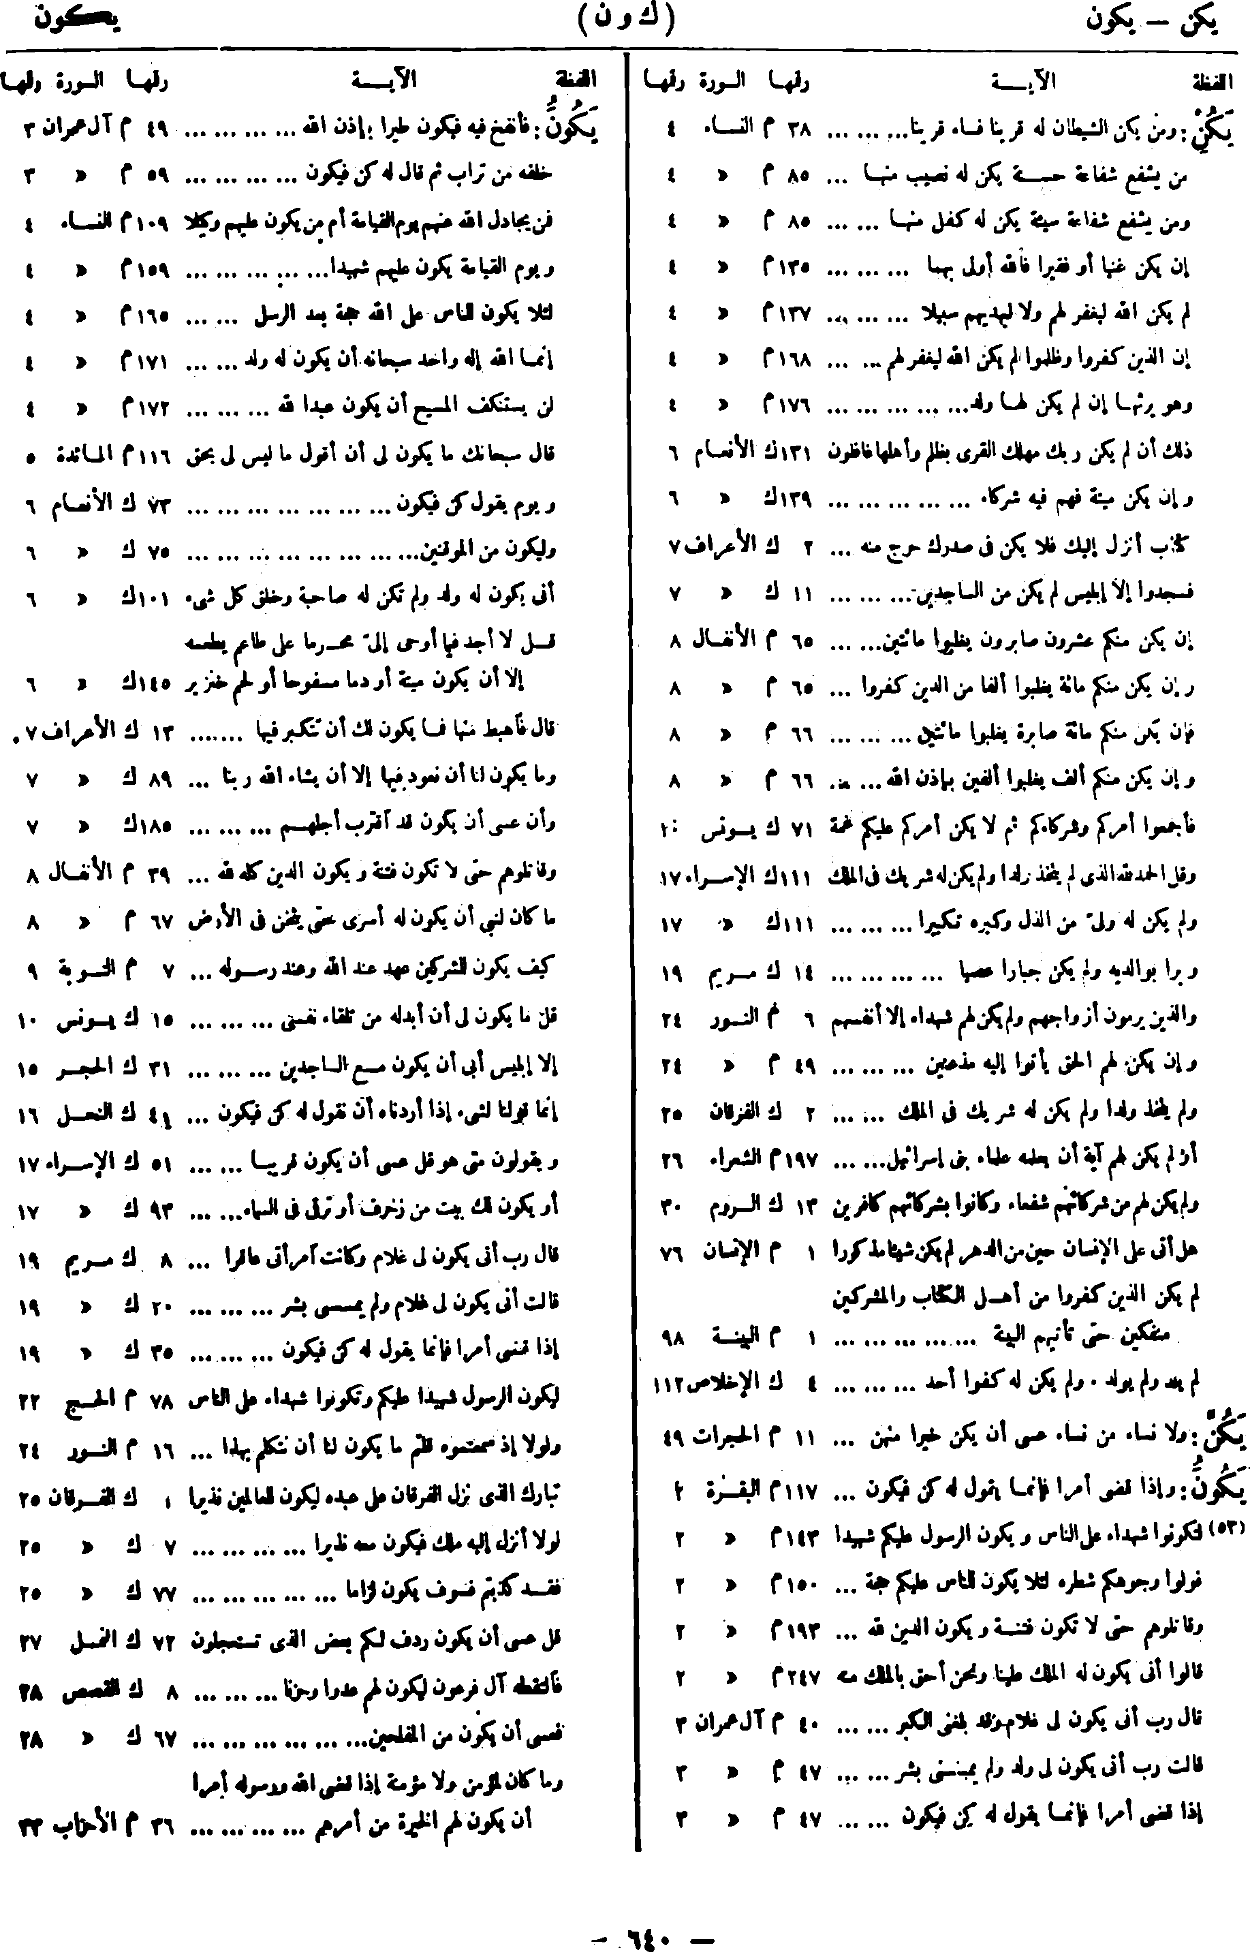 يكن — يكون (ك و ن) يكون
اللفظة الآيــة رقمها السورة رقمها
يَكُنْ : ومن يكن الشيطان له قرينا فساء قرينا... ... ... ٣٨ م النساء ٤
من يشفع شفاعة حسنة يكن له نصيب منها ... ٨٥ م » ٤
ومن يشفع شفاعة سيئة يكن له كفل منها ... ... ٨٥ م » ٤
إن يكن غنيا أو فقيرا فالله أولى بهما ... ... ... ١٣٥م » ٤
لم يكن الله ليغفر لهم ولا ليهديهم سبيلا ... ... ... ١٣٧م » ٤
إن الذين كفروا وظلموا لم يكن الله ليغفر لهم ... ... ١٦٨م » ٤
وهو يرثها إن لم يكن لها ولد... ... ... ... ... ١٧٦م » ٤
ذلك أن لم يكن ربك مهلك القرى بظلم وأهلها غافلون ١٣١ك الأنعام ٦
وإن يكن ميتة فهم فيه شركاء ... ... ... ... ... ١٣٩ك » ٦
كتاب أنزل إليك فلا يكن فى صدرك حرج منه ... ٢ ك الأعراف ٧
فسجدوا إلا إبليس لم يكن من الساجدين... ... ... ١١ ك » ٧
إن يكن منكم عشرون صابرون يغلبوا مائتين... ... ٦٥ م الأنفال ٨
وإن يكن منكم مائة يغلبوا ألفا من الذين كفروا ... ٦٥ م » ٨
فإن يكن منكم مائة صابرة يغلبوا مائتين... ... ... ٦٦ م » ٨
وإن يكن منكم ألف يغلبوا ألفين بإذن الله ... ... ٦٦ م » ٨
فأجمعوا أمركم وشركاءكم ثم لا يكن أمركم عليكم غمة ٧١ ك يونس ١٠
وقل الحمد لله الذى لم يتخذ ولدا ولم يكن له شريك فى الملك ١١١ك الإسراء ١٧
ولم يكن له ولىّ من الذل وكبره تكبيرا ... ... ... ١١١ك » ١٧
وبرا بوالديه ولم يكن جبارا عصيا ... ... ... ... ١٤ ك مريم ١٩
والذين يرمون أزواجهم ولم يكن لهم شهداء إلا أنفسهم ٦ م النور ٢٤
وإن يكن لهم الحق يأتوا إليه مذعنين ... ... ... ٤٩ م » ٢٤
ولم يتخذ ولدا ولم يكن له شريك فى الملك ... ... ٢ ك الفرقان ٢٥
أولم يكن لهم آية أن يعلمه علماء بنى إسرائيل... ... ١٩٧م الشعراء ٢٦
ولم يكن لهم من شركائهم شفعاء وكانوا بشركائهم كافرين ١٣ ك الروم ٣٠
هل أتى على الإنسان حين من الدهر لم يكن شيئا مذكورا ١ م الإنسان ٧٦
لم يكن الذين كفروا من أهل الكتاب والمشركين
منفكين حتى تأتيهم البينة ... ... ... ... ... ١ م البينة ٩٨
لم يلد ولم يولد . ولم يكن له كفوا أحد ... ... ... ٤ ك الإخلاص ١١٢
يَكُنَّ : ولا نساء من نساء عسى أن يكن خيرا منهن ... ١١ م الحجرات ٤٩
يَكُونُ : وإذا قضى أمرا فإنما يقول له كن فيكون ... ١١٧م البقرة ٢
(٥٣) لتكونوا شهداء على الناس ويكون الرسول عليكم شهيدا ١٤٣م » ٢
فولوا وجوهكم شطره لئلا يكون للناس عليكم حجة ... ١٥٠م » ٢
وقاتلوهم حتى لا تكون فتنة ويكون الدين لله ... ١٩٣م » ٢
قالوا أنى يكون له الملك علينا ونحن أحق بالملك منه ٢٤٧م » ٢
قال رب أنى يكون لى غلام وقد بلغنى الكبر ... ... ٤٠ م آل عمران ٣
قالت رب أنى يكون لى ولد ولم يمسسنى بشر ... ... ٤٧ م » ٣
إذا قضى أمرا فإنما يقول له كن فيكون ... ... ٤٧ م » ٣
اللفظة الآيــة رقمها السورة رقمها
يَكُونُ : فأنفخ فيه فيكون طيرا بإذن الله ... ... ... ... ٤٩ م آل عمران ٣
خلقه من تراب ثم قال له كن فيكون ... ... ... ... ٥٩ م » ٣
فمن يجادل الله عنهم يوم القيامة أم من يكون عليهم وكيلا ١٠٩م النساء ٤
ويوم القيامة يكون عليهم شهيدا... ... ... ... ... ١٥٩م » ٤
لئلا يكون للناس على الله حجة بعد الرسل ... ... ١٦٥م » ٤
إنما الله إله واحد سبحانه أن يكون له ولد ... ... ١٧١م » ٤
لن يستنكف المسيح أن يكون عبدا لله ... ... ... ١٧٢م » ٤
قال سبحانك ما يكون لى أن أقول ما ليس لى بحق ١١٦م المائدة ٥
ويوم يقول كن فيكون ... ... ... ... ... ... ... ٧٣ ك الأنعام ٦
وليكون من الموقنين... ... ... ... ... ... ... ٧٥ ك » ٦
أنى يكون له ولد ولم تكن له صاحبة وخلق كل شىء ١٠١ك » ٦
قل لا أجد فيما أوحى إلىّ محرما على طاعم يطعمه
إلا أن يكون ميتة أو دما مسفوحا أو لحم خنزير ١٤٥ك » ٦
قال فاهبط منها فما يكون لك أن تتكبر فيها ... ... ١٣ ك الأعراف ٧
وما يكون لنا أن نعود فيها إلا أن يشاء الله ربنا ... ٨٩ ك » ٧
وأن عسى أن يكون قد اقترب أجلهم ... ... ... ١٨٥ك » ٧
وقاتلوهم حتى لا تكون فتنة ويكون الدين كله لله ... ٣٩ م الأنفال ٨
ما كان لنبي أن يكون له أسرى حتى يثخن فى الأرض ٦٧ م » ٨
كيف يكون للمشركين عهد عند الله وعند رسوله ... ٧ م التوبة ٩
قل ما يكون لى أن أبدله من تلقاء نفسى ... ... ... ١٥ ك يونس ١٠
إلا إبليس أبى أن يكون مع الساجدين ... ... ... ٣١ ك الحجر ١٥
إنما قولنا لشىء إذا أردناه أن نقول له كن فيكون ... ٤٠ ك النحل ١٦
ويقولون متى هو قل عسى أن يكون قريبا ... ... ٥١ ك الإسراء ١٧
أو يكون لك بيت من زخرف أو ترقى فى السماء... ... ٩٣ ك » ١٧
قال رب أنى يكون لى غلام وكانت امرأتى عاقرا ... ٨ ك مريم ١٩
قالت أنى يكون لى غلام ولم يمسسنى بشر ... ... ... ٢٠ ك » ١٩
إذا قضى أمرا فإنما يقول له كن فيكون ... ... ... ٣٥ ك » ١٩
ليكون الرسول شهيدا عليكم وتكونوا شهداء على الناس ٧٨ م الحج ٢٢
ولولا إذ سمعتموه قلتم ما يكون لنا أن نتكلم بهذا ... ١٦ م النور ٢٤
تبارك الذى نزل الفرقان على عبده ليكون للعالمين نذيرا ١ ك الفرقان ٢٥
لولا أنزل إليه ملك فيكون معه نذيرا ... ... ... ... ٧ ك » ٢٥
فقد كذبتم فسوف يكون لزاما ... ... ... ... ... ٧٧ ك » ٢٥
قل عسى أن يكون ردف لكم بعض الذى تستعجلون ٧٢ ك النمل ٢٧
فالتقطه آل فرعون ليكون لهم عدوا وحزنا ... ... ... ٨ ك القصص ٢٨
فعسى أن يكون من المفلحين... ... ... ... ... ... ٦٧ ك » ٢٨
وما كان لمؤمن ولا مؤمنة إذا قضى الله ورسوله أمرا
أن يكون لهم الخيرة من أمرهم ... ... ... ... ٣٦ م الأحزاب ٣٣
— ٦٤٠ —